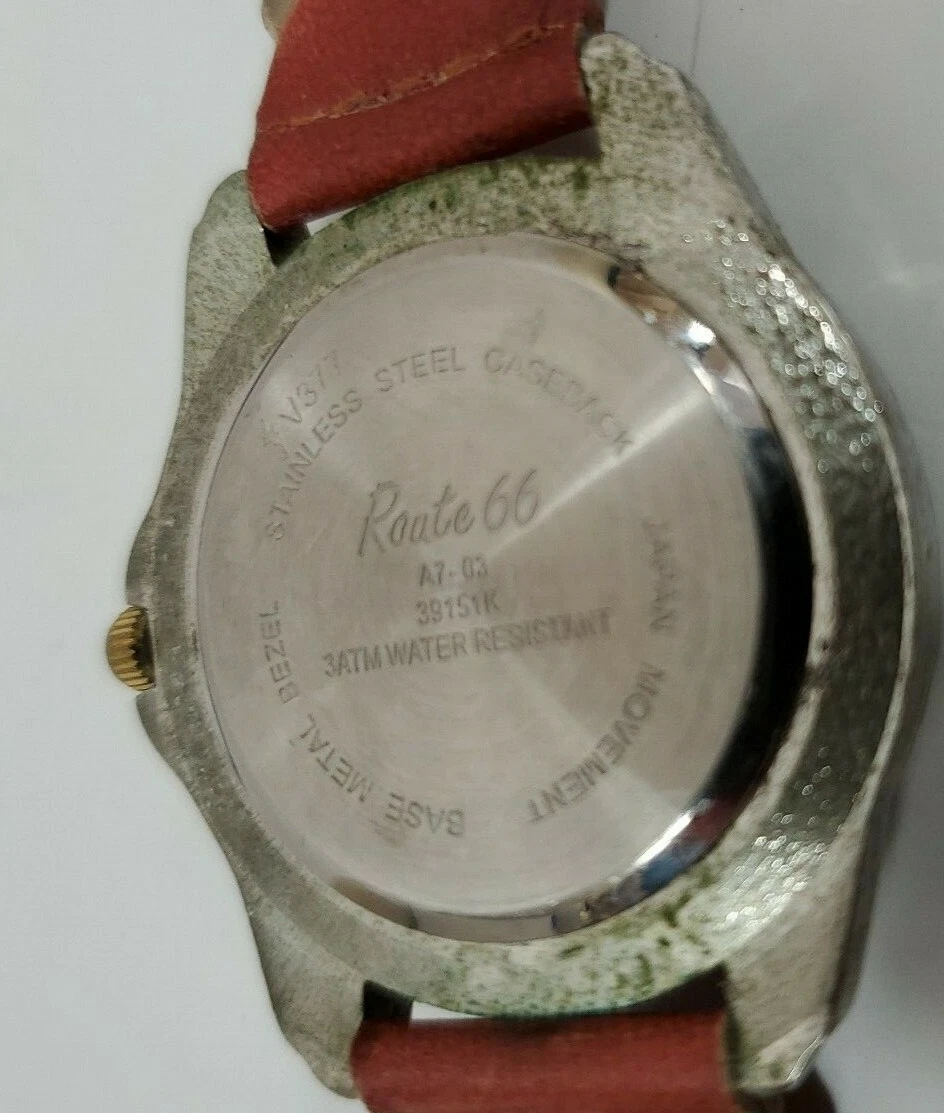 V377
STAINLESS STEEL CASEBACK
Route 66
A7-03
39151K
3ATM WATER RESISTANT
JAPAN MOVEMENT
BASE METAL BEZEL